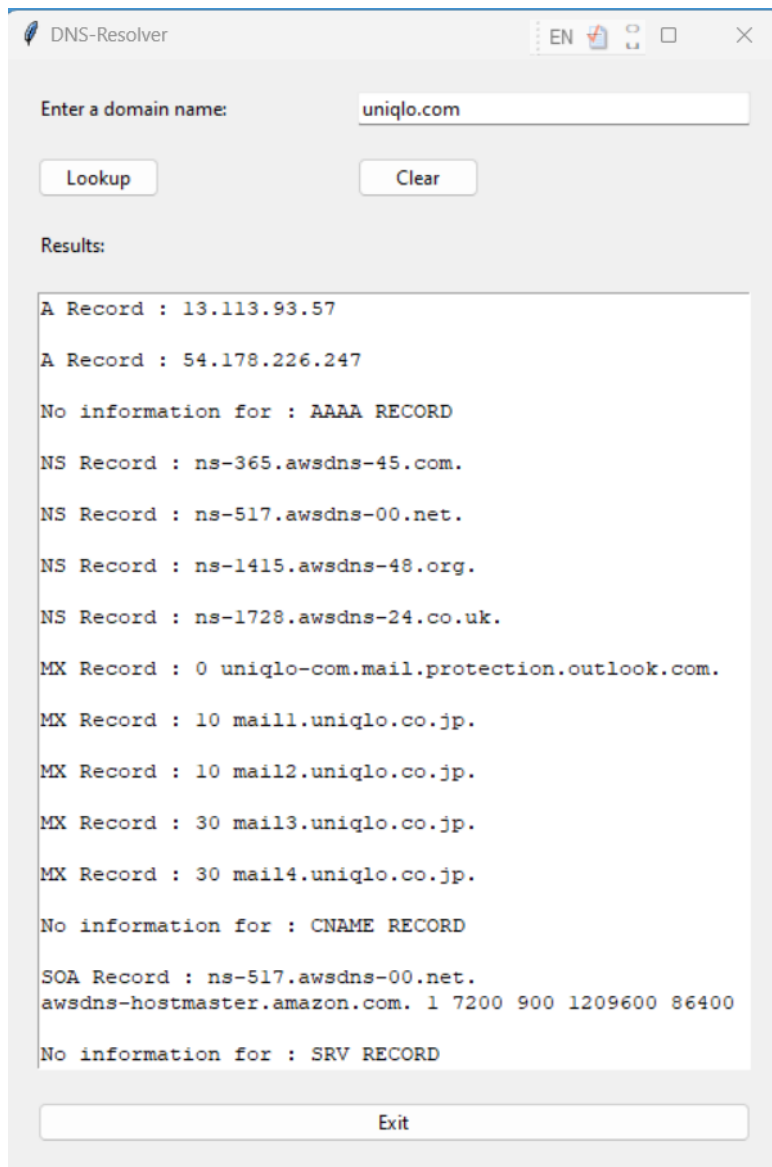 DNS-Resolver
EN
Enter a domain name:
uniqlo.com
Lookup
Clear
Results:
A Record : 13.113.93.57
A Record : 54.178.226.247
No information for : AAAA RECORD
NS Record : ns-365.awsdns-45.com.
NS Record : ns-517.awsdns-00.net.
NS Record : ns-1415.awsdns-48.org.
NS Record : ns-1728.awsdns-24.co.uk.
MX Record : 0 uniqlo-com.mail.protection.outlook.com.
MX Record : 10 mail1.uniqlo.co.jp.
MX Record : 10 mail2.uniqlo.co.jp.
MX Record : 30 mail3.uniqlo.co.jp.
MX Record : 30 mail4.uniqlo.co.jp.
No information for : CNAME RECORD
SOA Record : ns-517.awsdns-00.net.
awsdns-hostmaster.amazon.com. 1 7200 900 1209600 86400
No information for : SRV RECORD
Exit